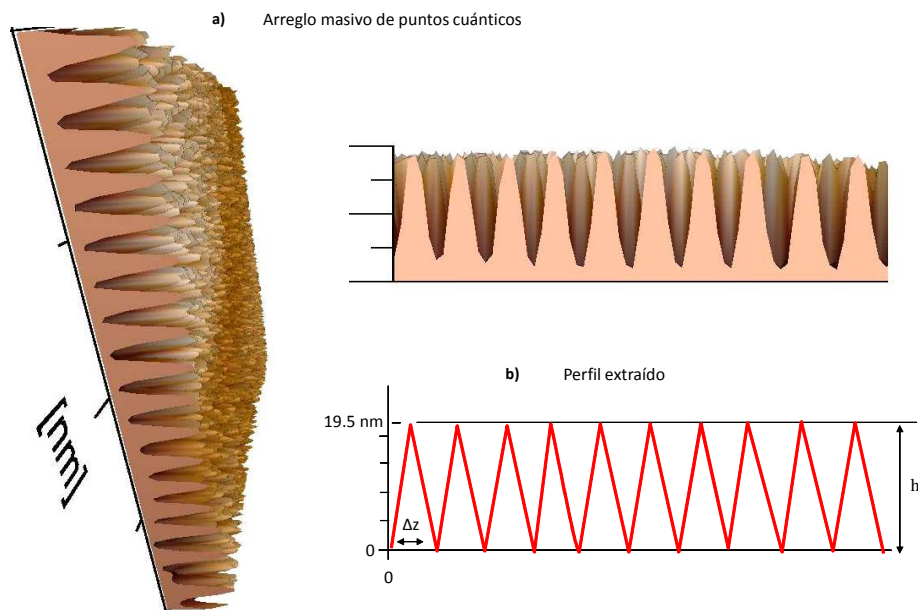 a) Arreglo masivo de puntos cuánticos
[nm]
b) Perfil extraído
19.5 nm
h
Δz
0
0